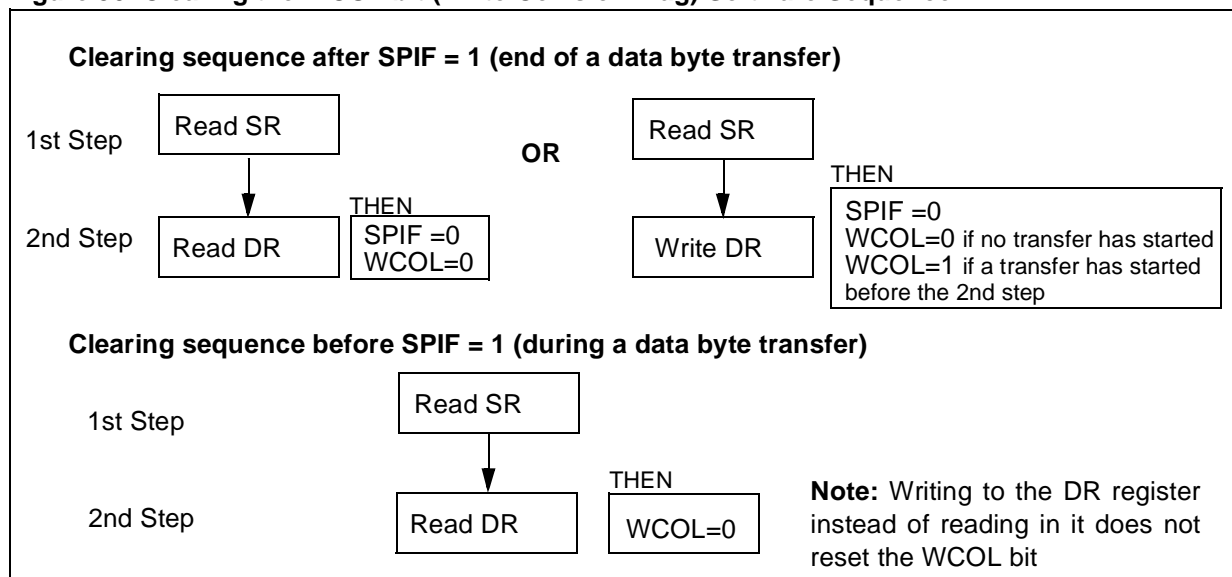 Clearing sequence after SPIF = 1 (end of a data byte transfer)
1st Step
Read SR
OR
Read SR
THEN
2nd Step
Read DR
THEN
SPIF =0
WCOL=0
Write DR
SPIF =0
WCOL=0 if no transfer has started
WCOL=1 if a transfer has started
before the 2nd step
Clearing sequence before SPIF = 1 (during a data byte transfer)
1st Step
Read SR
2nd Step
Read DR
THEN
WCOL=0
Note: Writing to the DR register
instead of reading in it does not
reset the WCOL bit